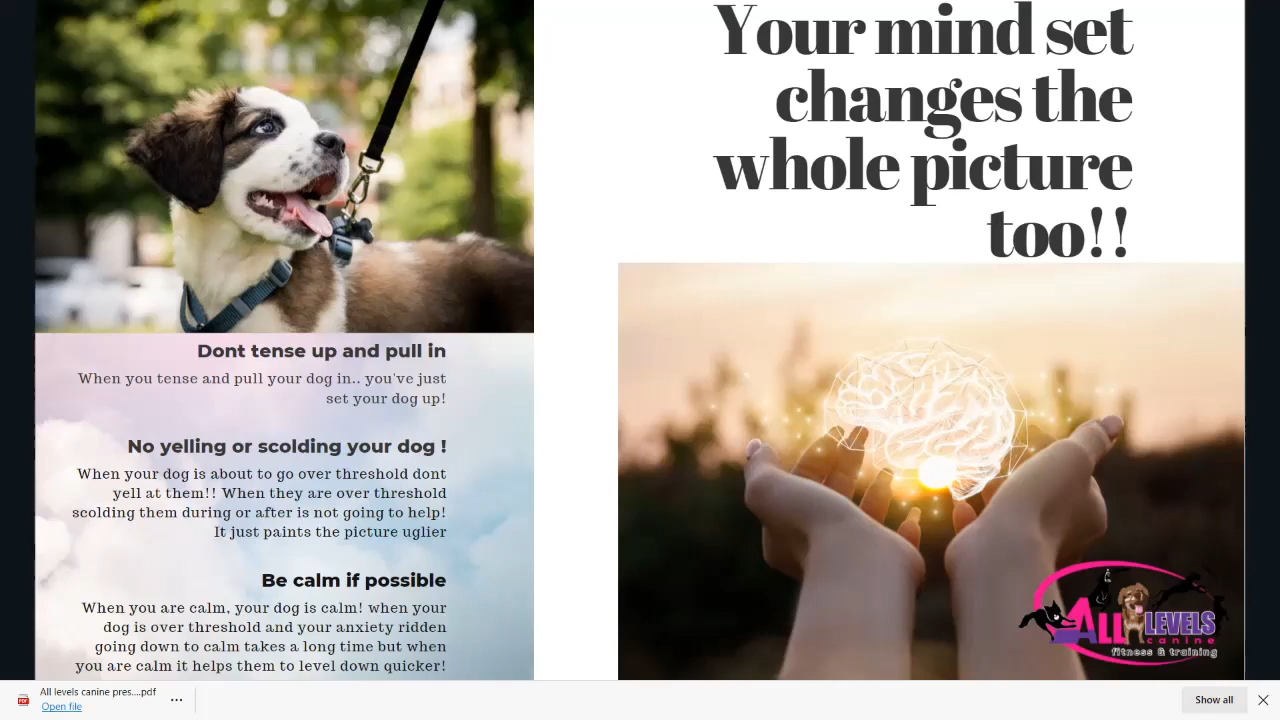 Your mind set
changes the
whole picture
too!!
Dont tense up and pull in
When you tense and pull your dog in.. you've just
set your dog up!
No yelling or scolding your dog !
When your dog is about to go over threshold dont
yell at them!! When they are over threshold
scolding them during or after is not going to help!
It just paints the picture uglier
Be calm if possible
When you are calm, your dog is calm! when your
dog is over threshold and your anxiety ridden
going down to calm takes a long time but when
you are calm it helps them to level down quicker!
ALL LEVELS
canine
fitness & training
PDF
All levels canine pres....pdf
Open file
...
Show all